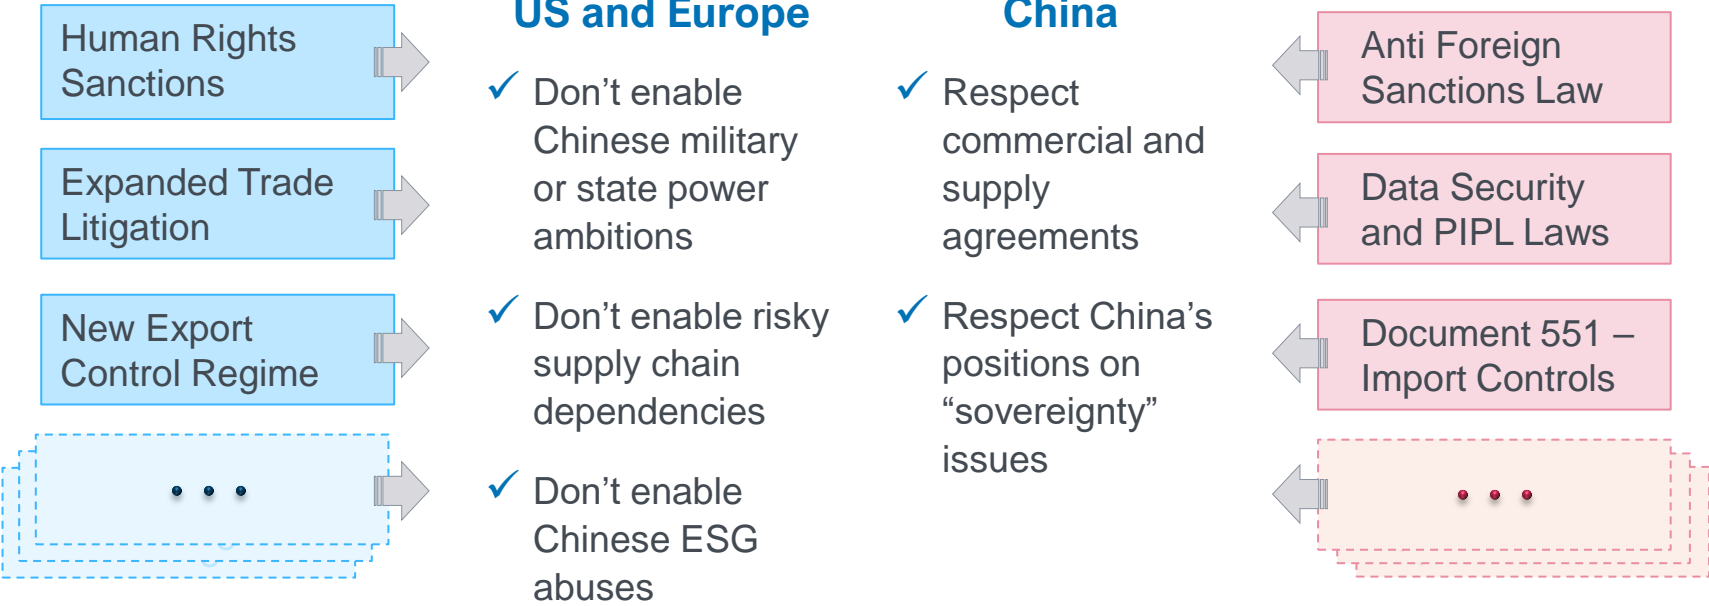 Human Rights
Sanctions
Expanded Trade
Litigation
New Export
Control Regime
US and Europe
✓ Don’t enable
Chinese military
or state power
ambitions
✓ Don’t enable risky
supply chain
dependencies
✓ Don’t enable
Chinese ESG
abuses
China
✓ Respect
commercial and
supply
agreements
✓ Respect China’s
positions on
“sovereignty”
issues
Anti Foreign
Sanctions Law
Data Security
and PIPL Laws
Document 551 –
Import Controls